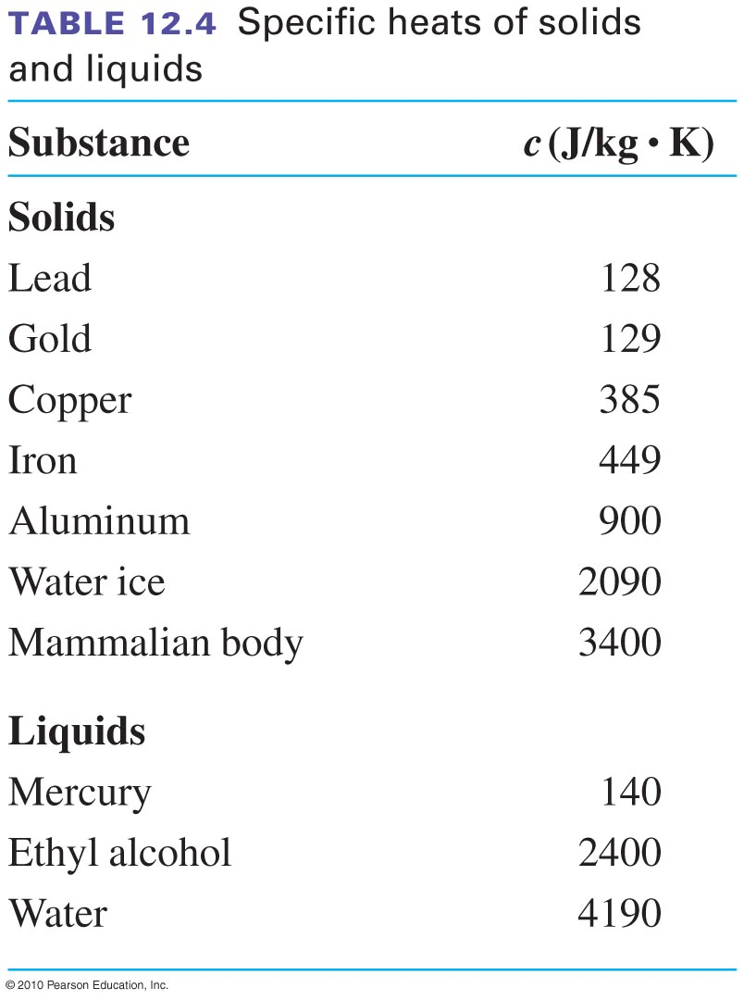 TABLE 12.4 Specific heats of solids
and liquids
Substance c (J/kg • K)
Solids
Lead 128
Gold 129
Copper 385
Iron 449
Aluminum 900
Water ice 2090
Mammalian body 3400
Liquids
Mercury 140
Ethyl alcohol 2400
Water 4190
© 2010 Pearson Education, Inc.